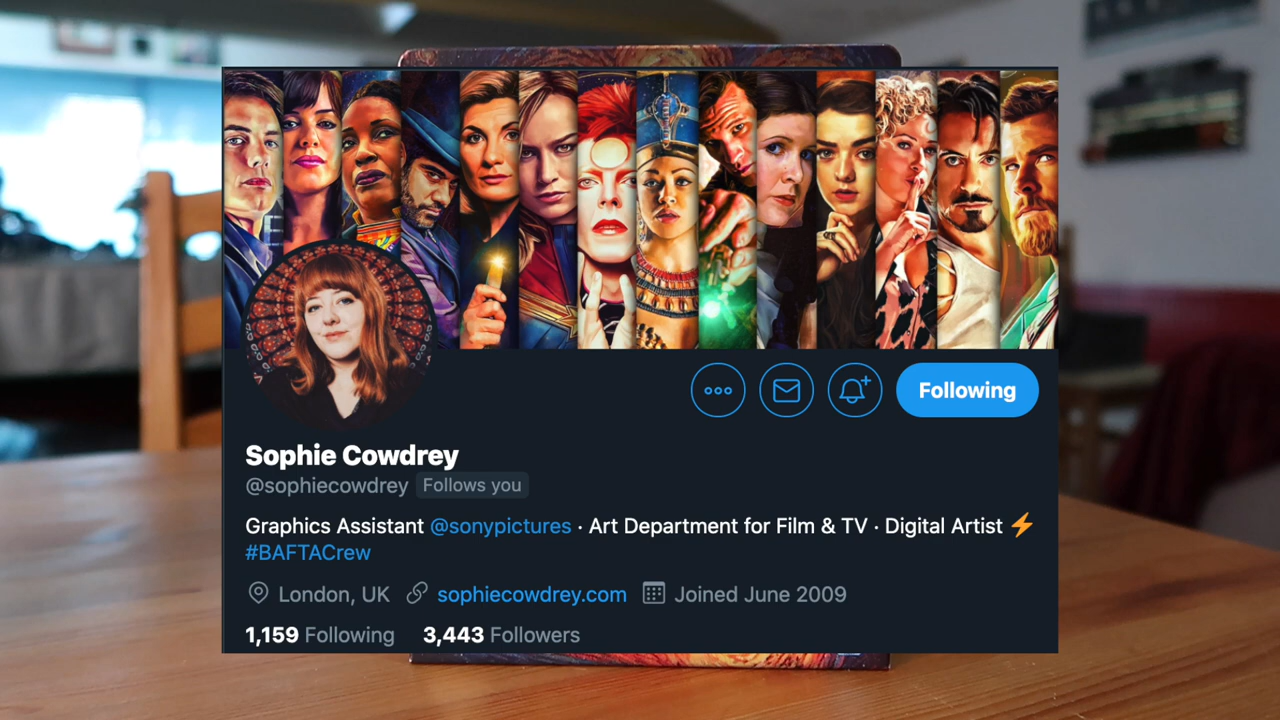 Following
Sophie Cowdrey
@sophiecowdrey Follows you
Graphics Assistant @sonypictures · Art Department for Film & TV · Digital Artist ⚡
#BAFTACrew
London, UK sophiecowdrey.com Joined June 2009
1,159 Following 3,443 Followers